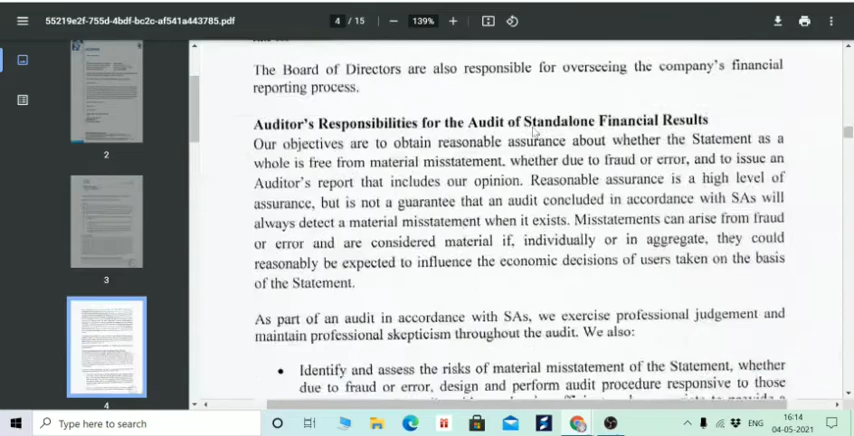 55219e2f-755d-4bdf-bc2c-af541a443785.pdf
4 / 15
139%
The Board of Directors are also responsible for overseeing the company's financial
reporting process.
Auditor's Responsibilities for the Audit of Standalone Financial Results
Our objectives are to obtain reasonable assurance about whether the Statement as a
whole is free from material misstatement, whether due to fraud or error, and to issue an
Auditor's report that includes our opinion. Reasonable assurance is a high level of
assurance, but is not a guarantee that an audit concluded in accordance with SAs will
always detect a material misstatement when it exists. Misstatements can arise from fraud
or error and are considered material if, individually or in aggregate, they could
reasonably be expected to influence the economic decisions of users taken on the basis
of the Statement.
As part of an audit in accordance with SAs, we exercise professional judgement and
maintain professional skepticism throughout the audit. We also:
• Identify and assess the risks of material misstatement of the Statement, whether
due to fraud or error, design and perform audit procedure responsive to those
2
3
4
Type here to search
ENG
16:14
04-05-2021